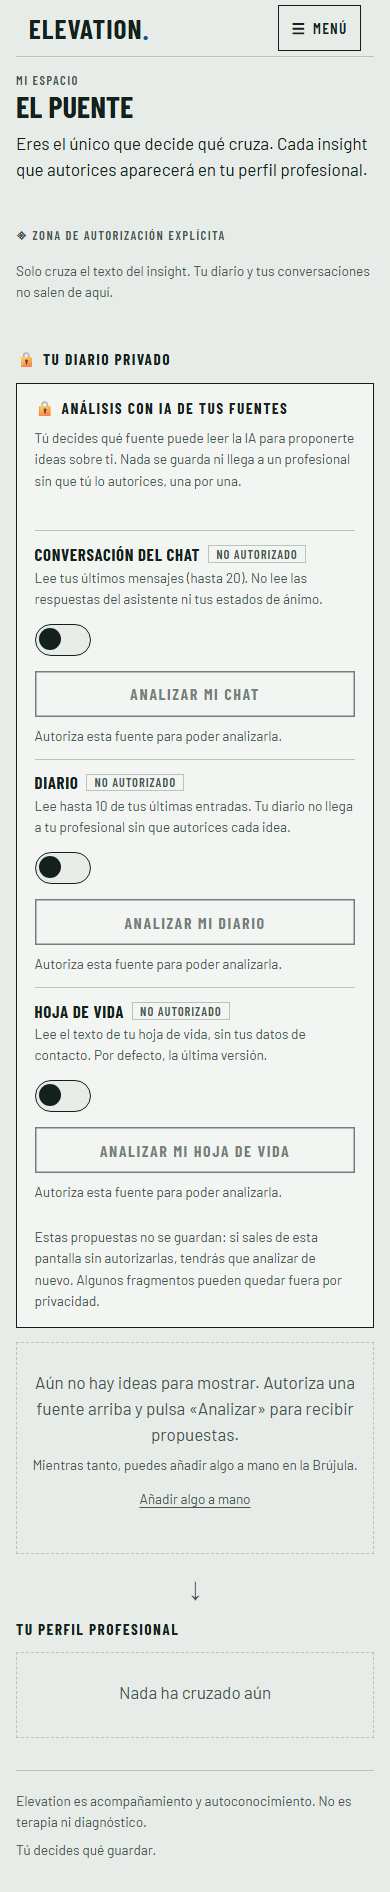 ELEVATION.
☰ MENÚ
MI ESPACIO
EL PUENTE
Eres el único que decide qué cruza. Cada insight
que autorices aparecerá en tu perfil profesional.
◈ ZONA DE AUTORIZACIÓN EXPLÍCITA
Solo cruza el texto del insight. Tu diario y tus conversaciones
no salen de aquí.
🔒 TU DIARIO PRIVADO
🔒 ANÁLISIS CON IA DE TUS FUENTES
Tú decides qué fuente puede leer la IA para proponerte
ideas sobre ti. Nada se guarda ni llega a un profesional
sin que tú lo autorices, una por una.
CONVERSACIÓN DEL CHAT NO AUTORIZADO
Lee tus últimos mensajes (hasta 20). No lee las
respuestas del asistente ni tus estados de ánimo.
ANALIZAR MI CHAT
Autoriza esta fuente para poder analizarla.
DIARIO NO AUTORIZADO
Lee hasta 10 de tus últimas entradas. Tu diario no llega
a tu profesional sin que autorices cada idea.
ANALIZAR MI DIARIO
Autoriza esta fuente para poder analizarla.
HOJA DE VIDA NO AUTORIZADO
Lee el texto de tu hoja de vida, sin tus datos de
contacto. Por defecto, la última versión.
ANALIZAR MI HOJA DE VIDA
Autoriza esta fuente para poder analizarla.
Estas propuestas no se guardan: si sales de esta
pantalla sin autorizarlas, tendrás que analizar de
nuevo. Algunos fragmentos pueden quedar fuera por
privacidad.
Aún no hay ideas para mostrar. Autoriza una
fuente arriba y pulsa «Analizar» para recibir
propuestas.
Mientras tanto, puedes añadir algo a mano en la Brújula.
Añadir algo a mano
↓
TU PERFIL PROFESIONAL
Nada ha cruzado aún
Elevation es acompañamiento y autoconocimiento. No es
terapia ni diagnóstico.
Tú decides qué guardar.